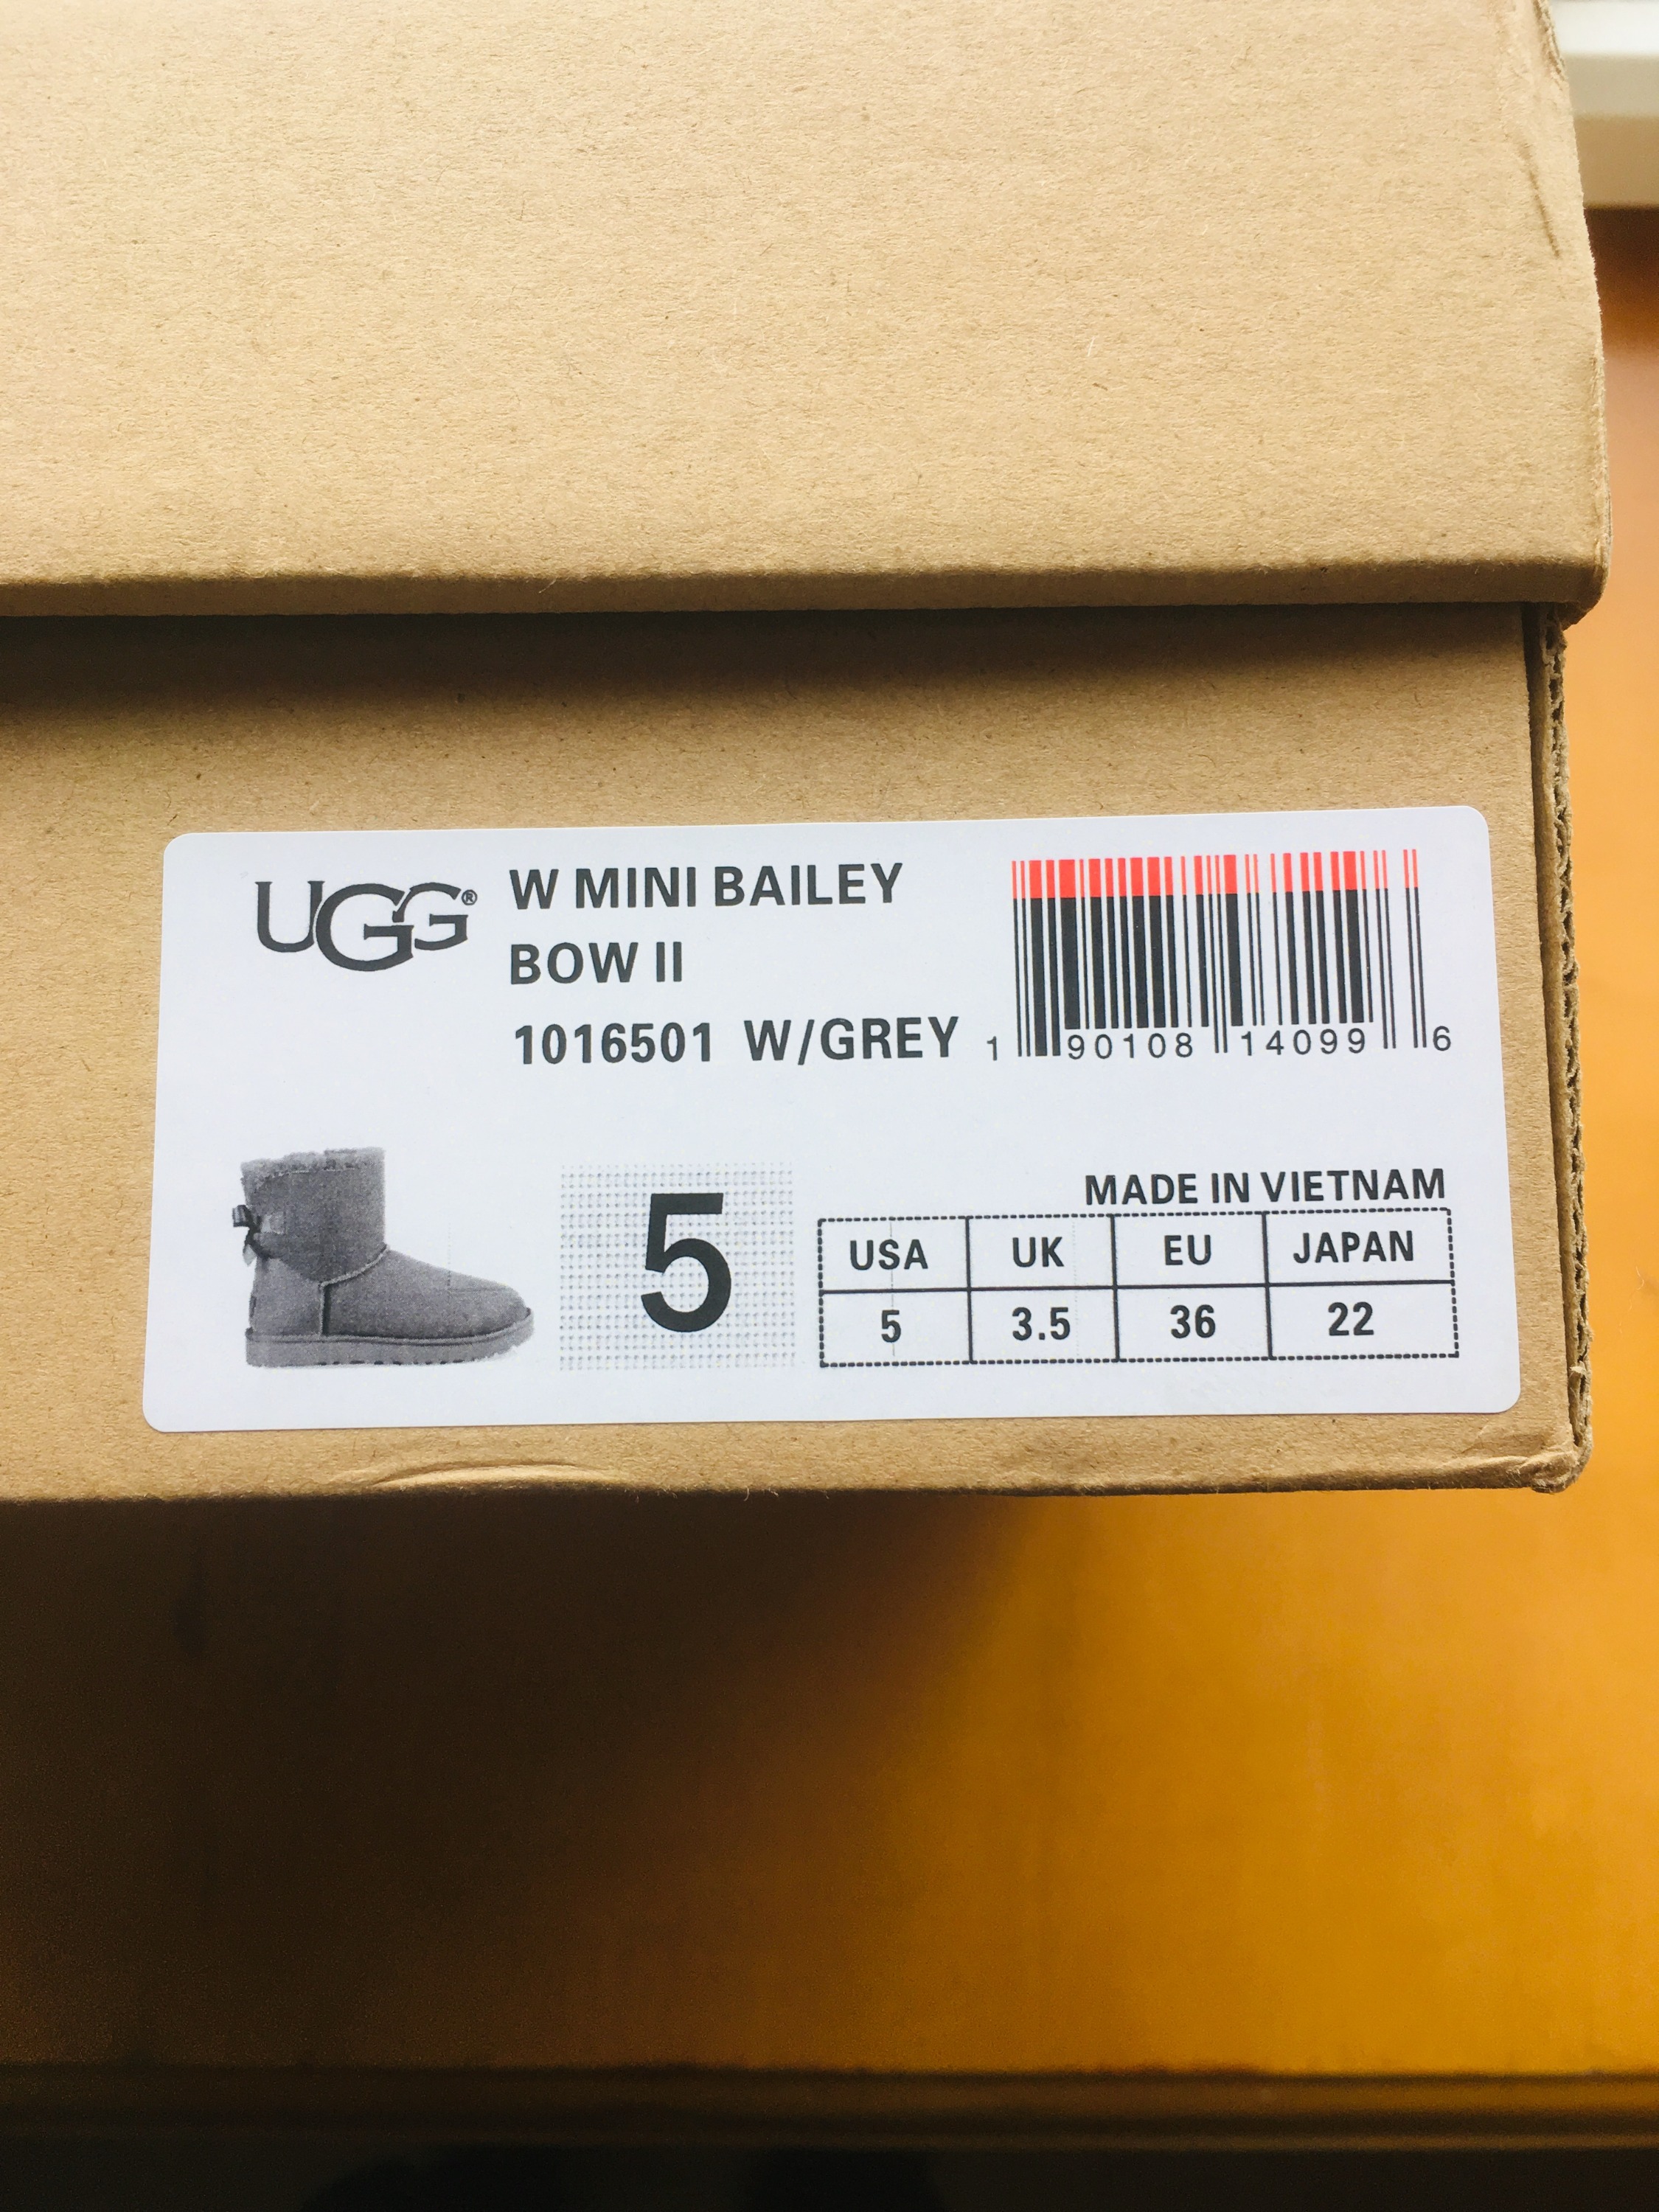 UGG®
W MINI BAILEY
BOW II
1016501 W/GREY
1 90108 14099 6
5
MADE IN VIETNAM
USA UK EU JAPAN
5 3.5 36 22